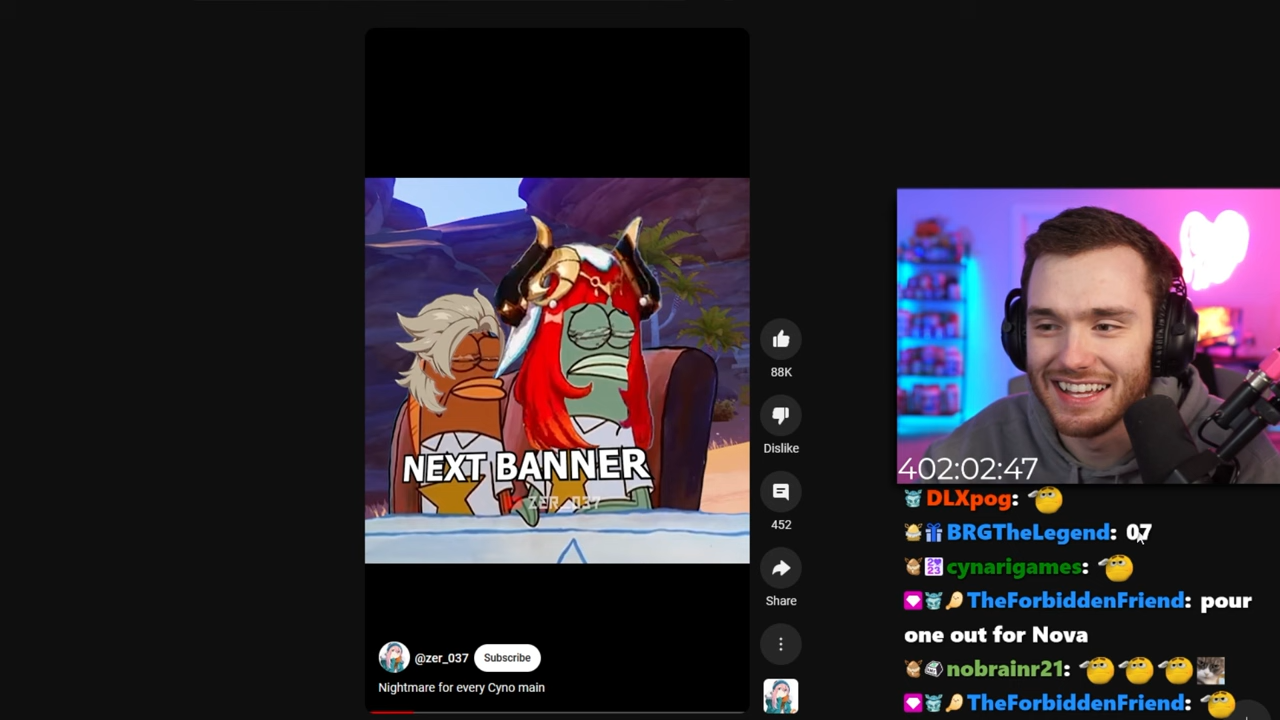 NEXT BANNER
ZER_037
88K
Dislike
452
Share
@zer_037
Subscribe
Nightmare for every Cyno main
402:02:47
DLXpog:
BRGTheLegend: 07
cynarigames:
TheForbiddenFriend: pour
one out for Nova
nobrainr21:
TheForbiddenFriend: